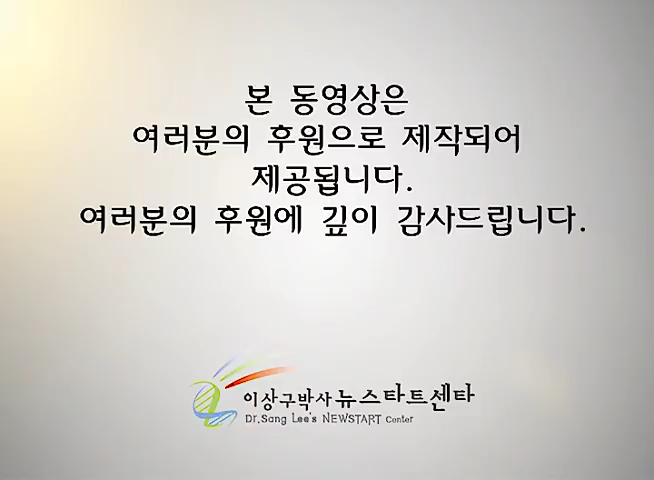 본 동영상은
여러분의 후원으로 제작되어
제공됩니다.
여러분의 후원에 깊이 감사드립니다.
이상구박사 뉴스타트센타
Dr.Sang Lee's NEWSTART Center